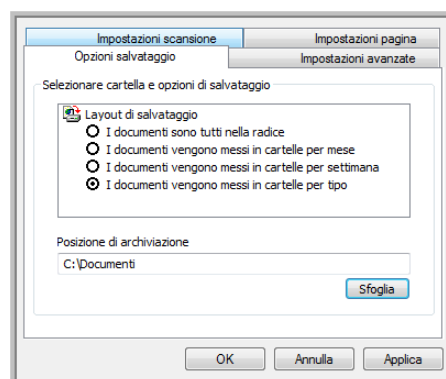 Impostazioni scansione
Impostazioni pagina
Opzioni salvataggio
Impostazioni avanzate
Selezionare cartella e opzioni di salvataggio
Layout di salvataggio
I documenti sono tutti nella radice
I documenti vengono messi in cartelle per mese
I documenti vengono messi in cartelle per settimana
I documenti vengono messi in cartelle per tipo
Posizione di archiviazione
C:\Documenti
Sfoglia
OK
Annulla
Applica